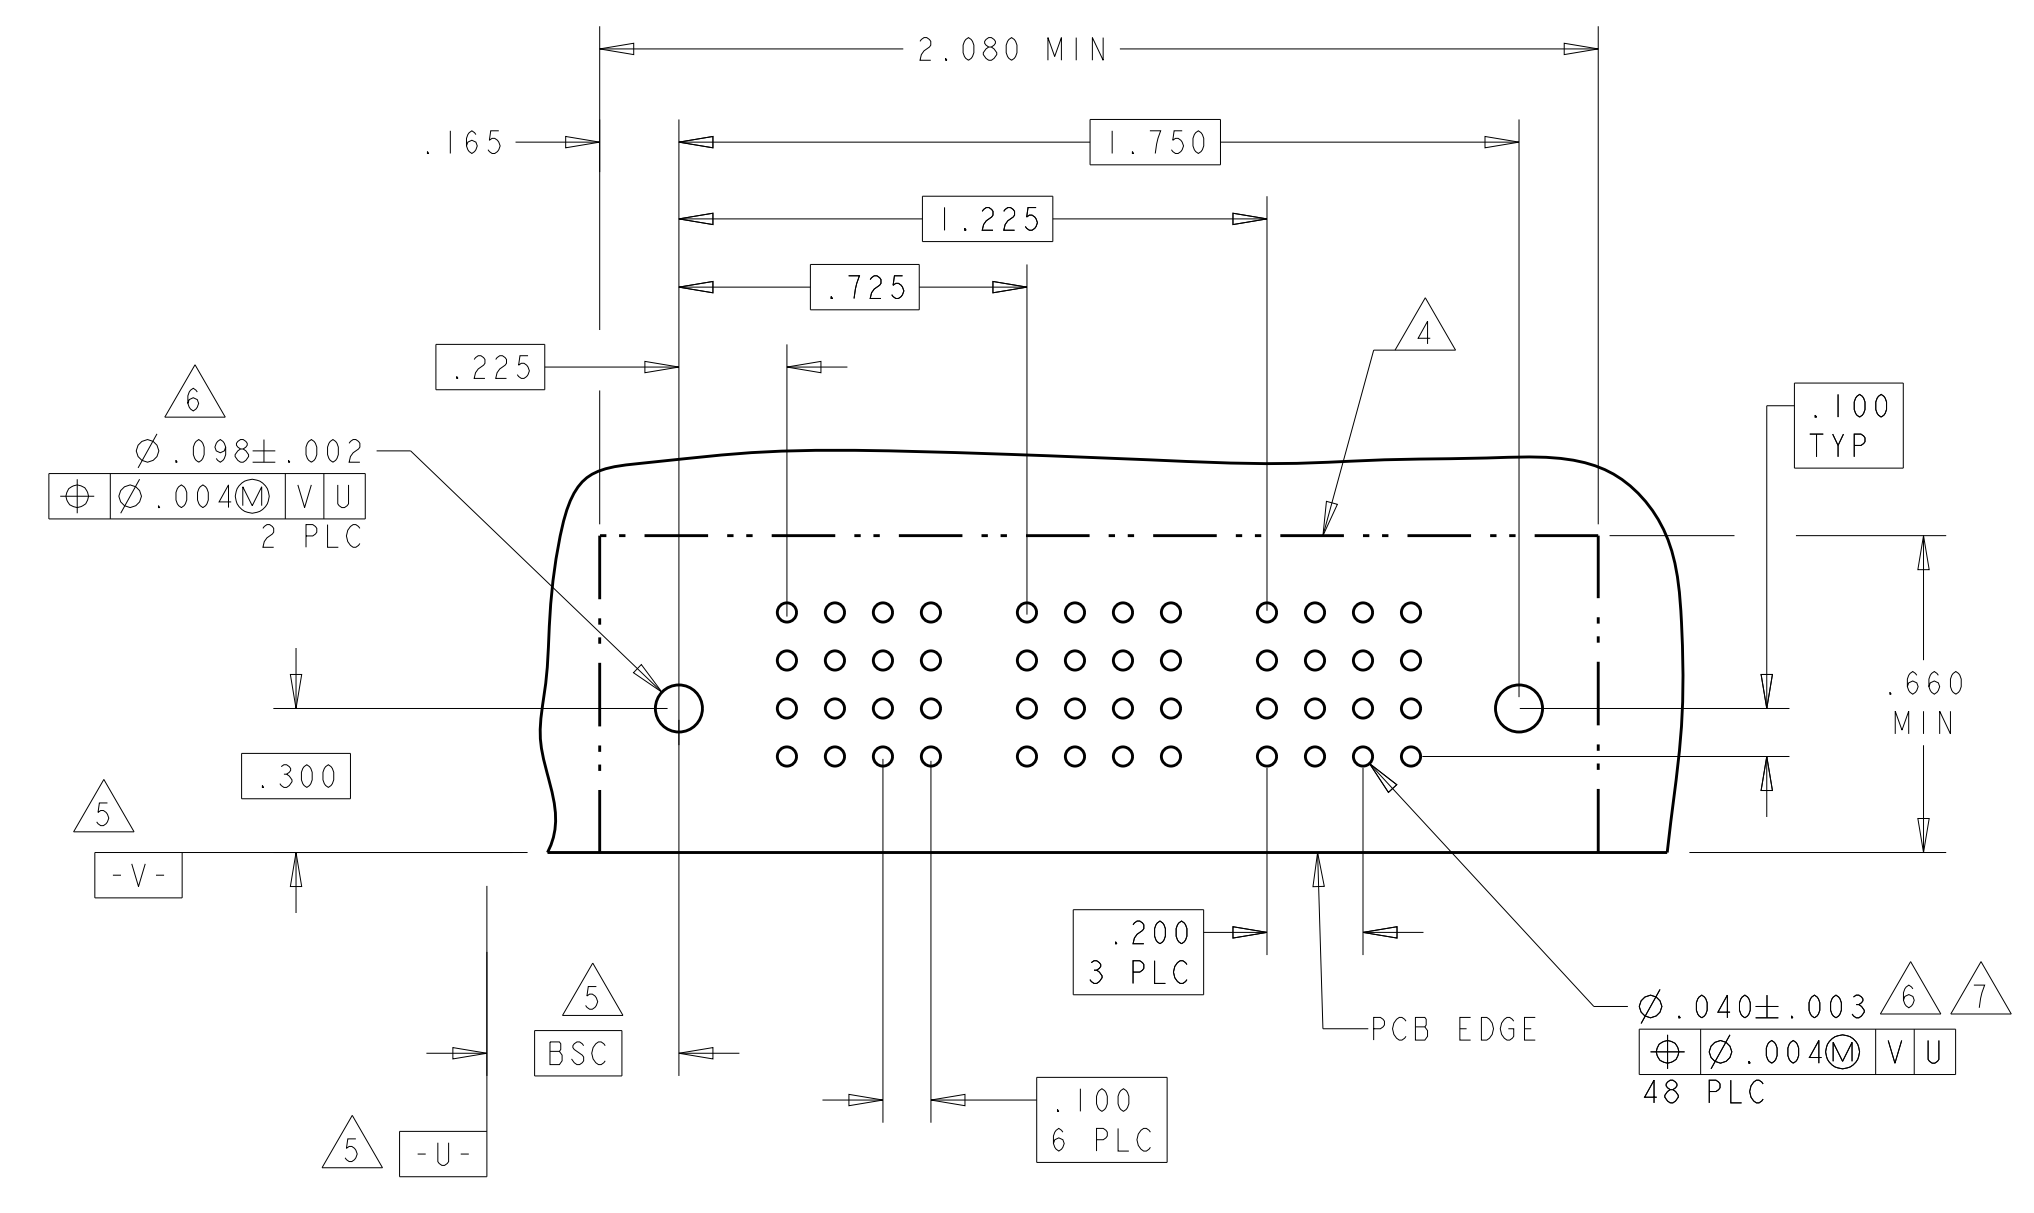 2.080 MIN
.165
1.750
1.225
.725
.225
4
6
Ø.098±.002
⌖ Ø.004Ⓜ V U
2 PLC
.100
TYP
.660
MIN
.300
5
-V-
.200
3 PLC
5
BSC
PCB EDGE
Ø.040±.003 6 7
⌖ Ø.004Ⓜ V U
48 PLC
.100
6 PLC
5
-U-